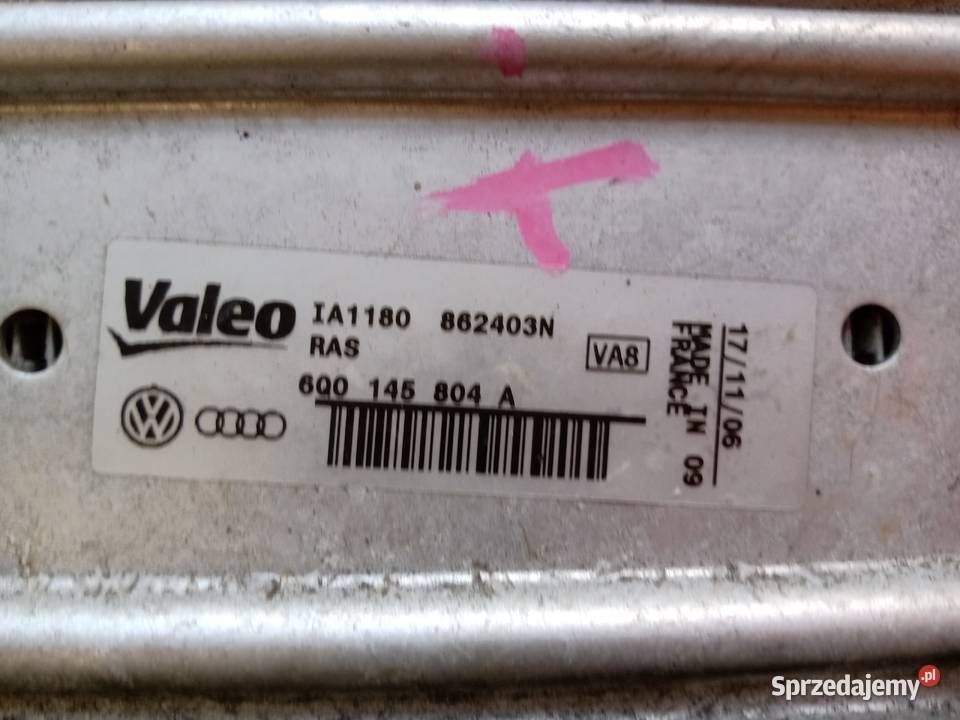 Valeo
IA1180 862403N
RAS
VA8
6Q0 145 804 A
17/11/06
MADE IN 09
FRANCE
Sprzedajemy.pl